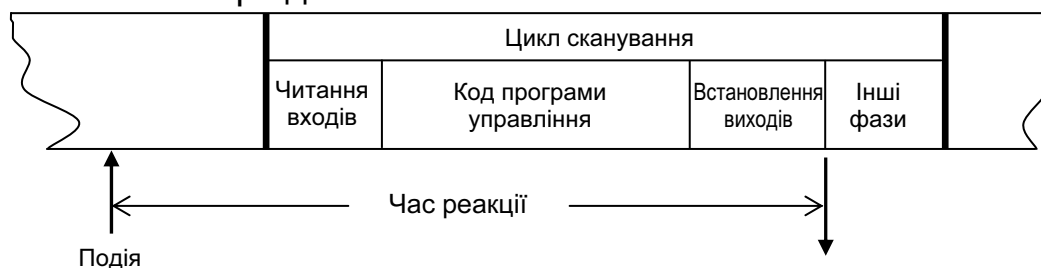 Цикл сканування
Читання
входів
Код програми
управління
Встановлення
виходів
Інші
фази
Час реакції
Подія